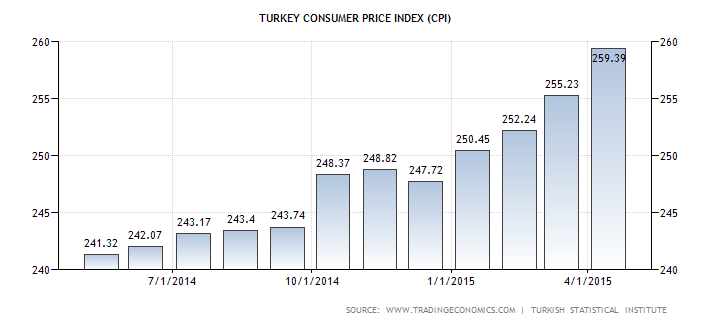 TURKEY CONSUMER PRICE INDEX (CPI)
260 260
259.39
255 255.23 255
252.24
250 250.45 250
248.37 248.82 247.72
245 245
241.32 242.07 243.17 243.4 243.74
240 240
7/1/2014 10/1/2014 1/1/2015 4/1/2015
SOURCE: WWW.TRADINGECONOMICS.COM | TURKISH STATISTICAL INSTITUTE